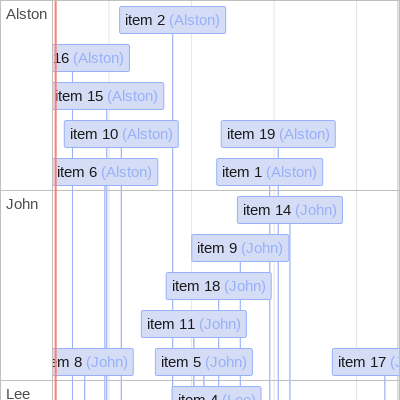 Alston
item 2 (Alston)
16 (Alston)
item 15 (Alston)
item 10 (Alston)
item 19 (Alston)
item 6 (Alston)
item 1 (Alston)
John
item 14 (John)
item 9 (John)
item 18 (John)
item 11 (John)
8 (John)
item 5 (John)
item 17
Lee
item 4 (Lee)